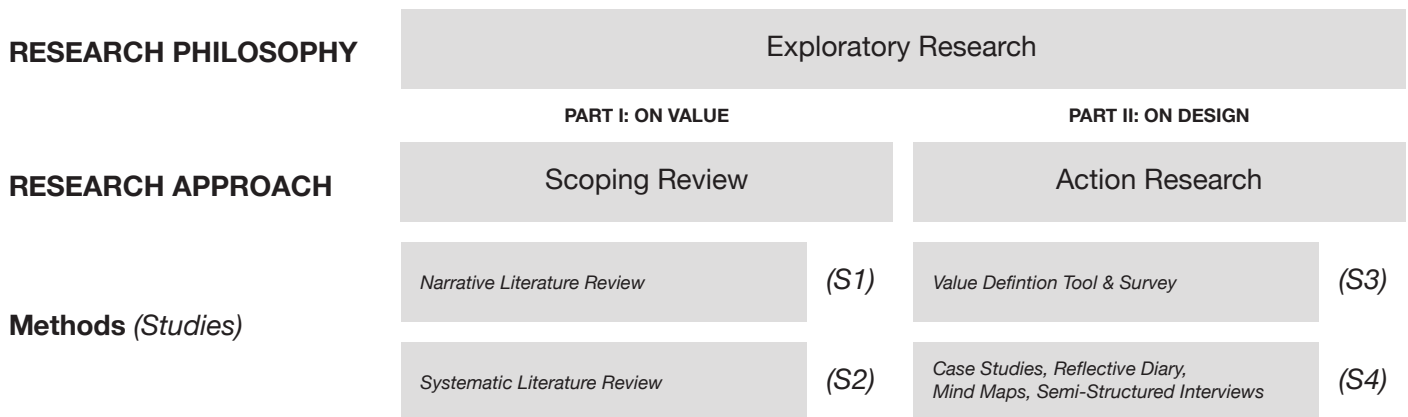 RESEARCH PHILOSOPHY
Exploratory Research
PART I: ON VALUE
PART II: ON DESIGN
RESEARCH APPROACH
Scoping Review
Action Research
Methods (Studies)
Narrative Literature Review
(S1)
Value Defintion Tool & Survey
(S3)
Systematic Literature Review
(S2)
Case Studies, Reflective Diary,
Mind Maps, Semi-Structured Interviews
(S4)